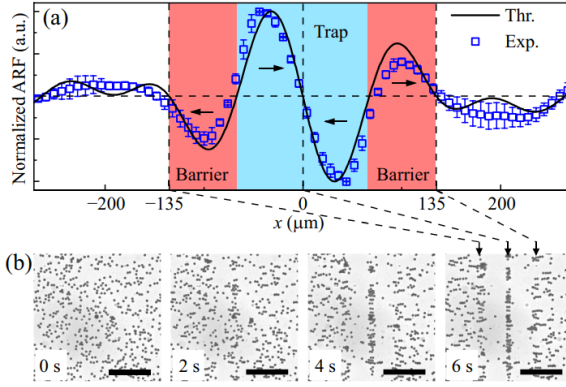 (a)
Normalized ARF (a.u.)
Trap
Thr.
Exp.
Barrier
Barrier
−200
−135
0
135
200
x (μm)
(b)
0 s
2 s
4 s
6 s